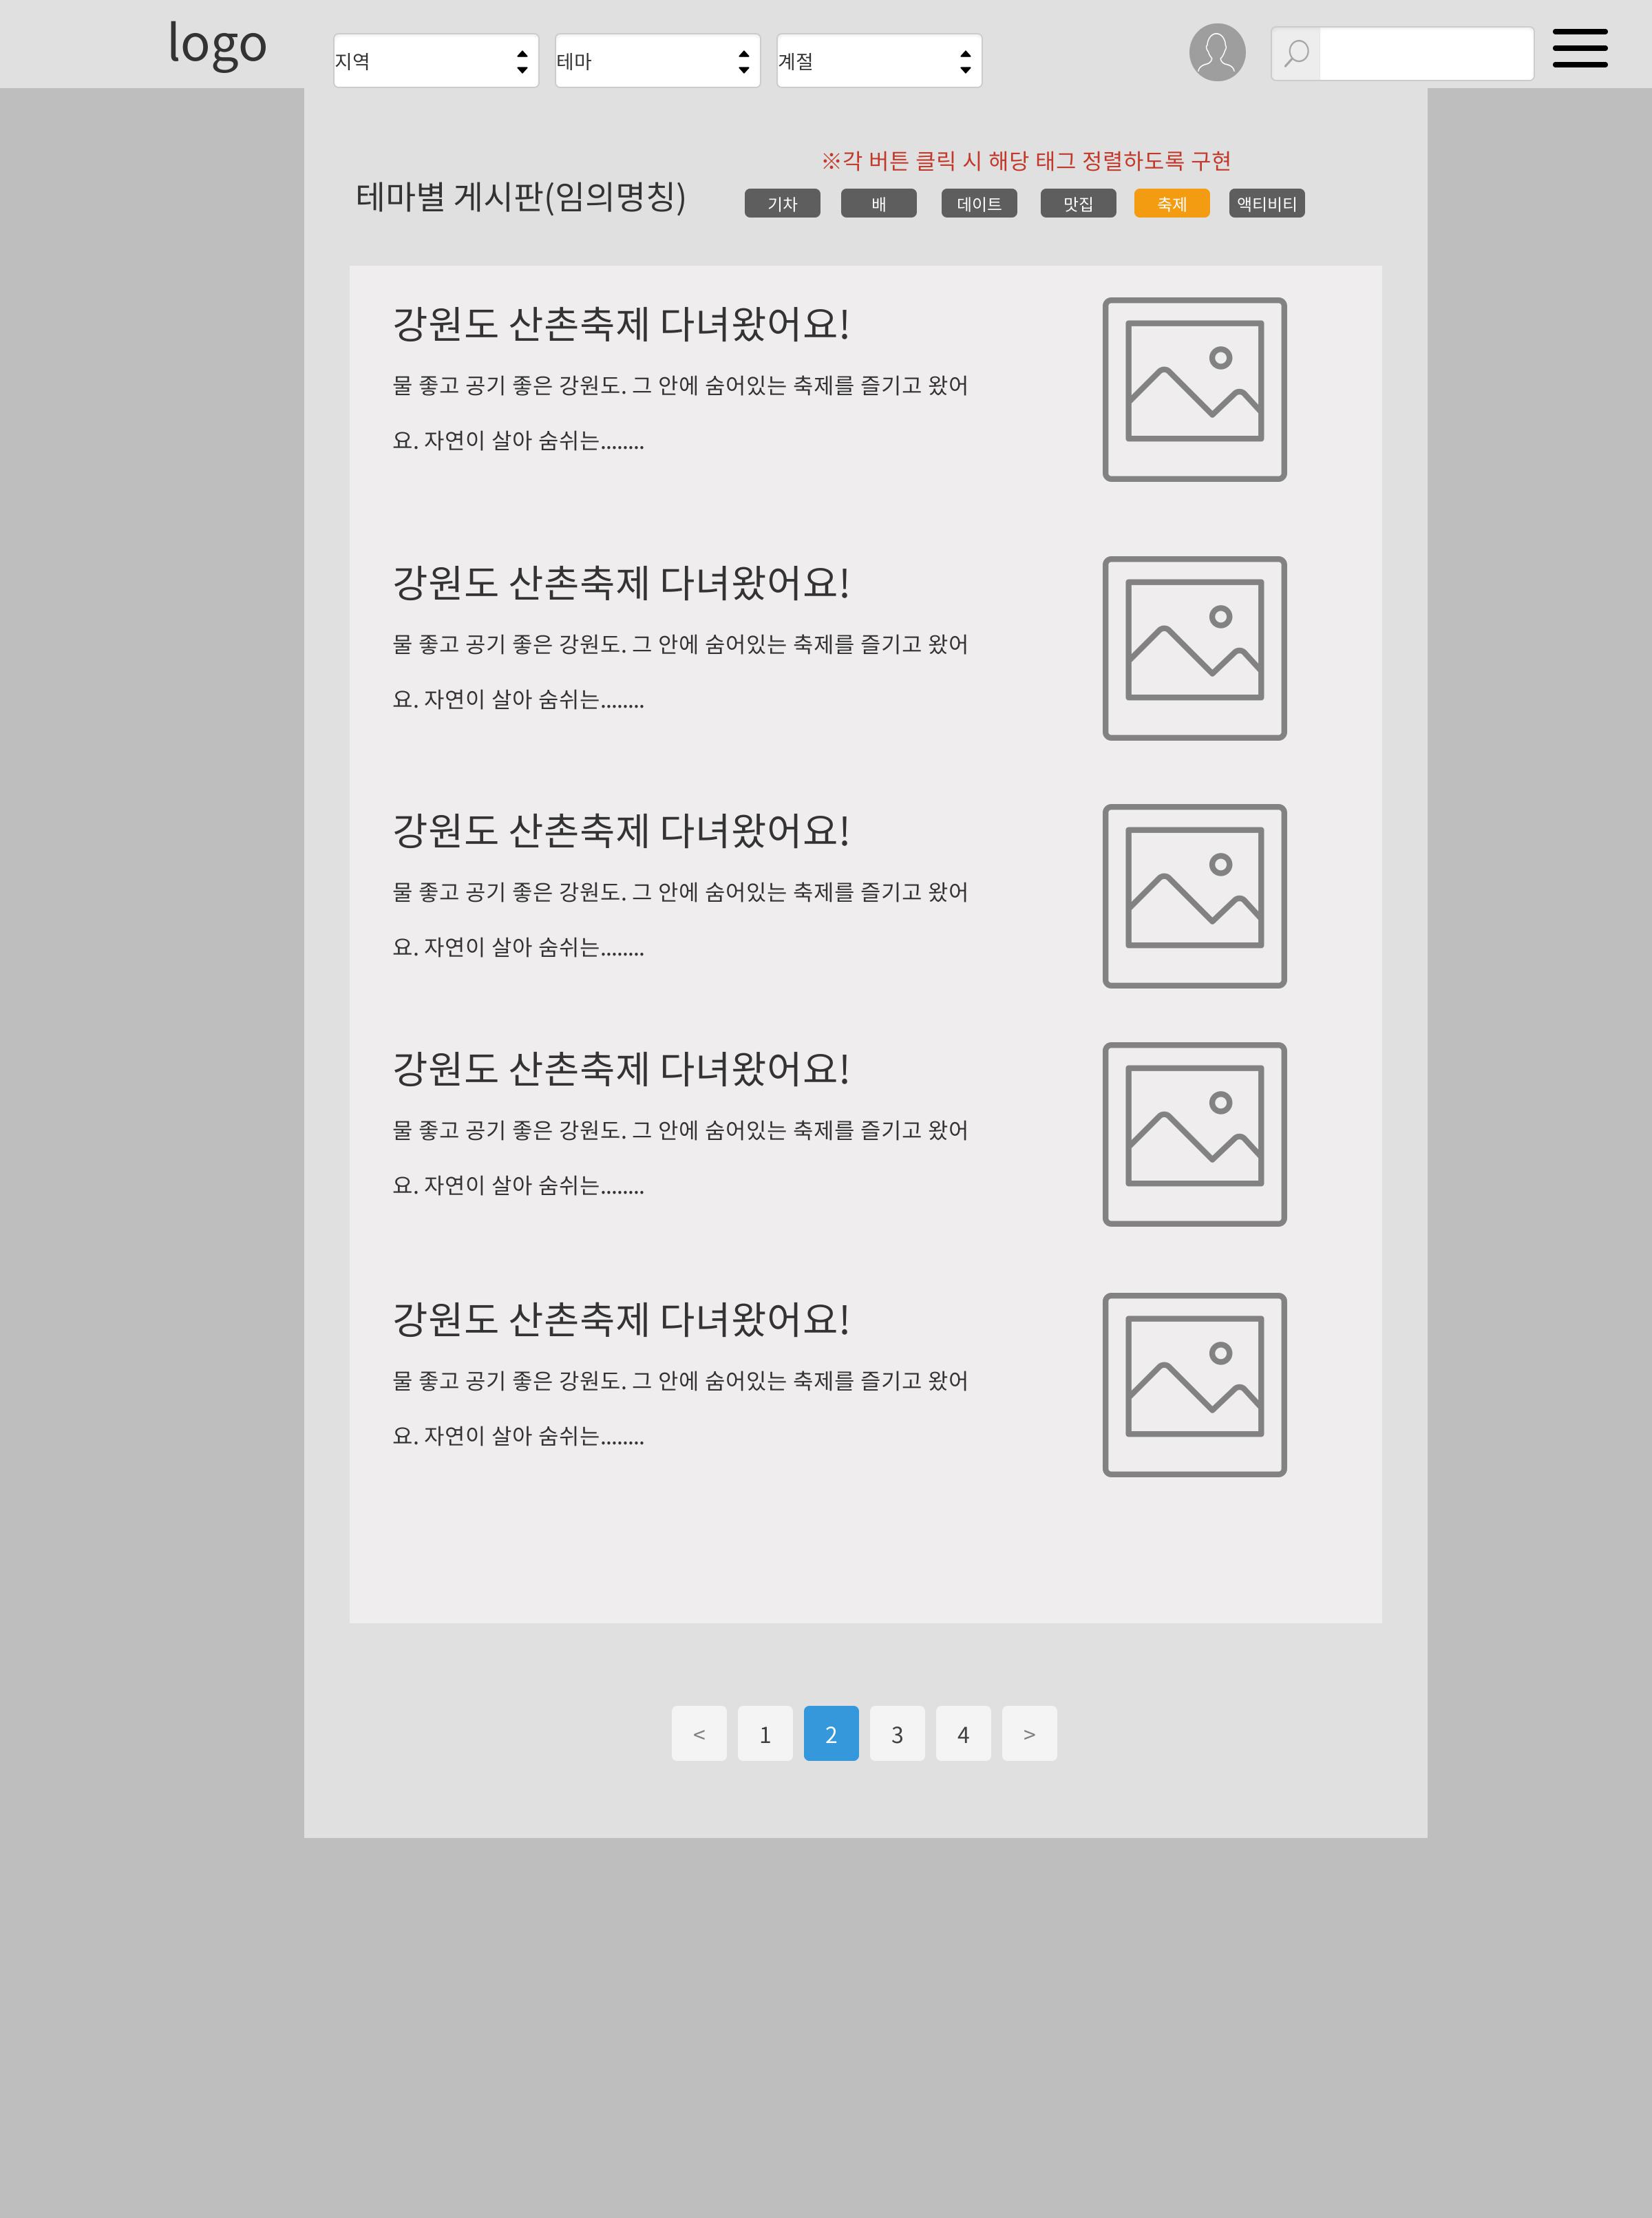 logo
지역
테마
계절
※각 버튼 클릭 시 해당 태그 정렬하도록 구현
테마별 게시판(임의명칭)
기차
배
데이트
맛집
축제
액티비티
강원도 산촌축제 다녀왔어요!
물 좋고 공기 좋은 강원도. 그 안에 숨어있는 축제를 즐기고 왔어
요. 자연이 살아 숨쉬는........
강원도 산촌축제 다녀왔어요!
물 좋고 공기 좋은 강원도. 그 안에 숨어있는 축제를 즐기고 왔어
요. 자연이 살아 숨쉬는........
강원도 산촌축제 다녀왔어요!
물 좋고 공기 좋은 강원도. 그 안에 숨어있는 축제를 즐기고 왔어
요. 자연이 살아 숨쉬는........
강원도 산촌축제 다녀왔어요!
물 좋고 공기 좋은 강원도. 그 안에 숨어있는 축제를 즐기고 왔어
요. 자연이 살아 숨쉬는........
강원도 산촌축제 다녀왔어요!
물 좋고 공기 좋은 강원도. 그 안에 숨어있는 축제를 즐기고 왔어
요. 자연이 살아 숨쉬는........
< 1 2 3 4 >